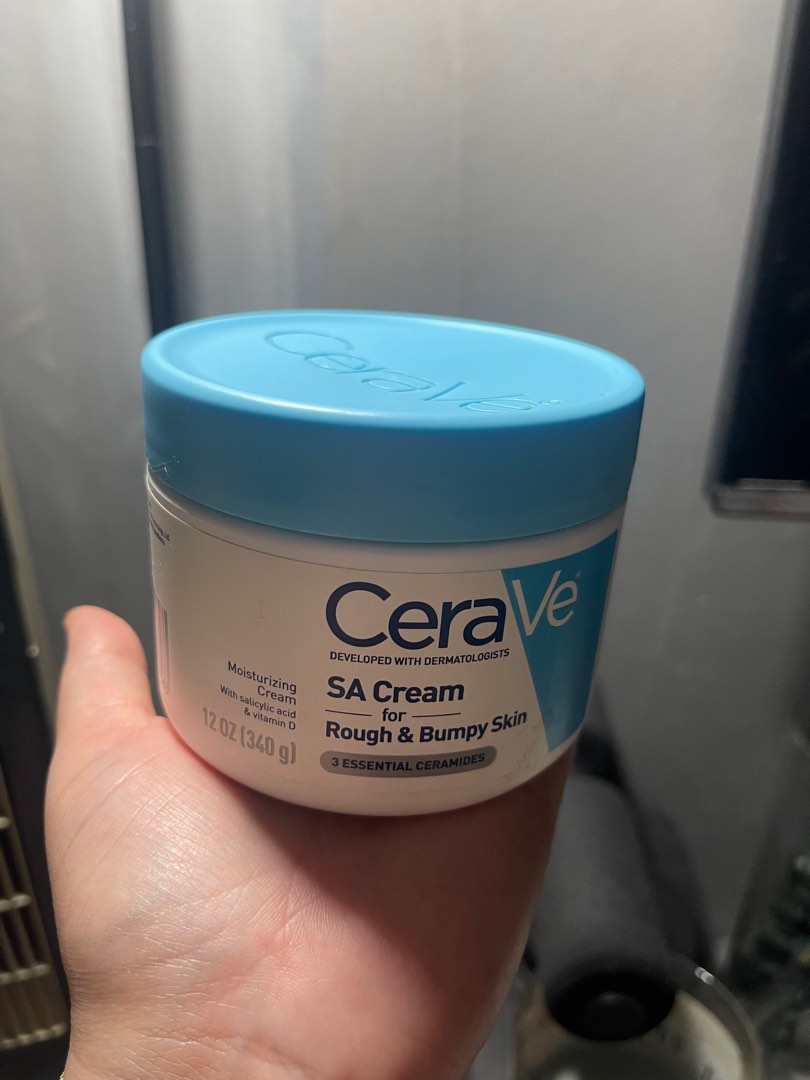 CeraVe
CeraVe
DEVELOPED WITH DERMATOLOGISTS
SA Cream
for
Rough & Bumpy Skin
3 ESSENTIAL CERAMIDES
Moisturizing
Cream
With salicylic acid
& vitamin D
12 OZ (340 g)